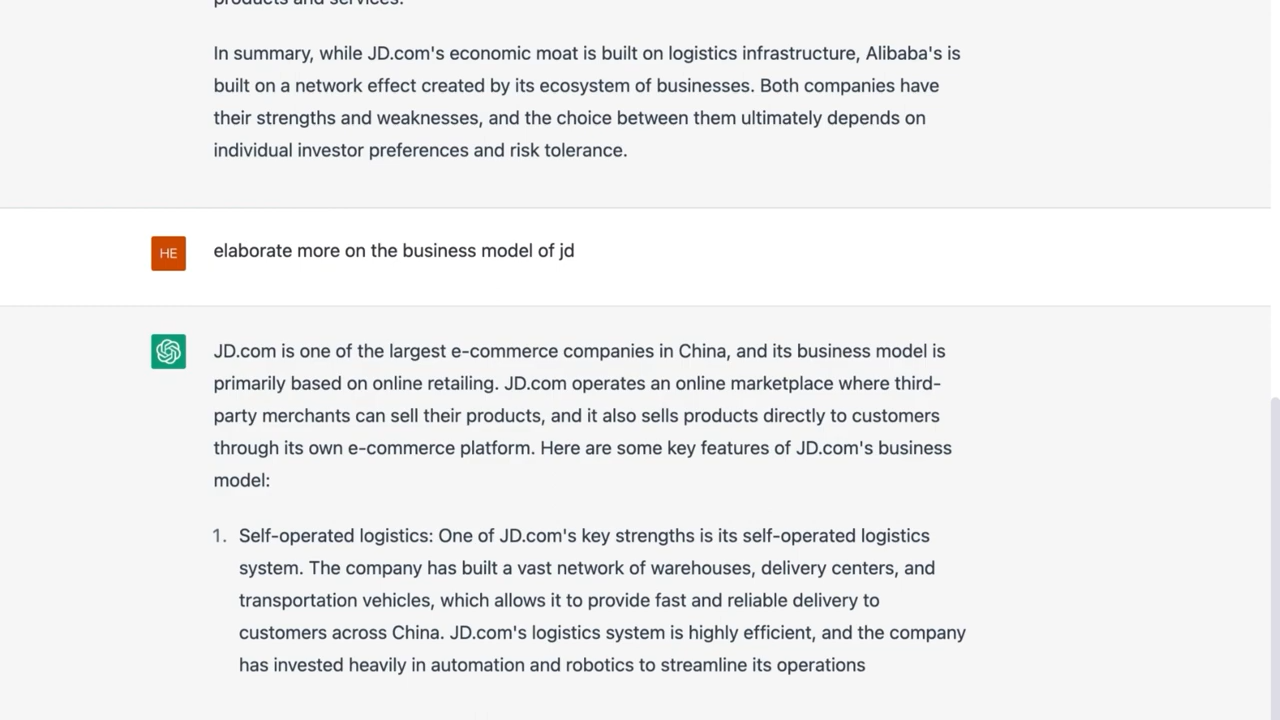 products and services.
In summary, while JD.com's economic moat is built on logistics infrastructure, Alibaba's is
built on a network effect created by its ecosystem of businesses. Both companies have
their strengths and weaknesses, and the choice between them ultimately depends on
individual investor preferences and risk tolerance.
HE
elaborate more on the business model of jd
JD.com is one of the largest e-commerce companies in China, and its business model is
primarily based on online retailing. JD.com operates an online marketplace where third-
party merchants can sell their products, and it also sells products directly to customers
through its own e-commerce platform. Here are some key features of JD.com's business
model:
1. Self-operated logistics: One of JD.com's key strengths is its self-operated logistics
system. The company has built a vast network of warehouses, delivery centers, and
transportation vehicles, which allows it to provide fast and reliable delivery to
customers across China. JD.com's logistics system is highly efficient, and the company
has invested heavily in automation and robotics to streamline its operations